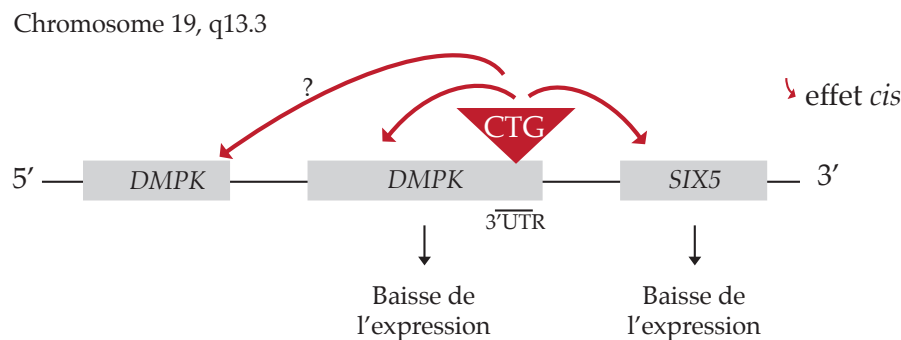 Chromosome 19, q13.3
?
effet cis
CTG
5’
DMPK
DMPK
SIX5
3’
3’UTR
Baisse de
l’expression
Baisse de
l’expression